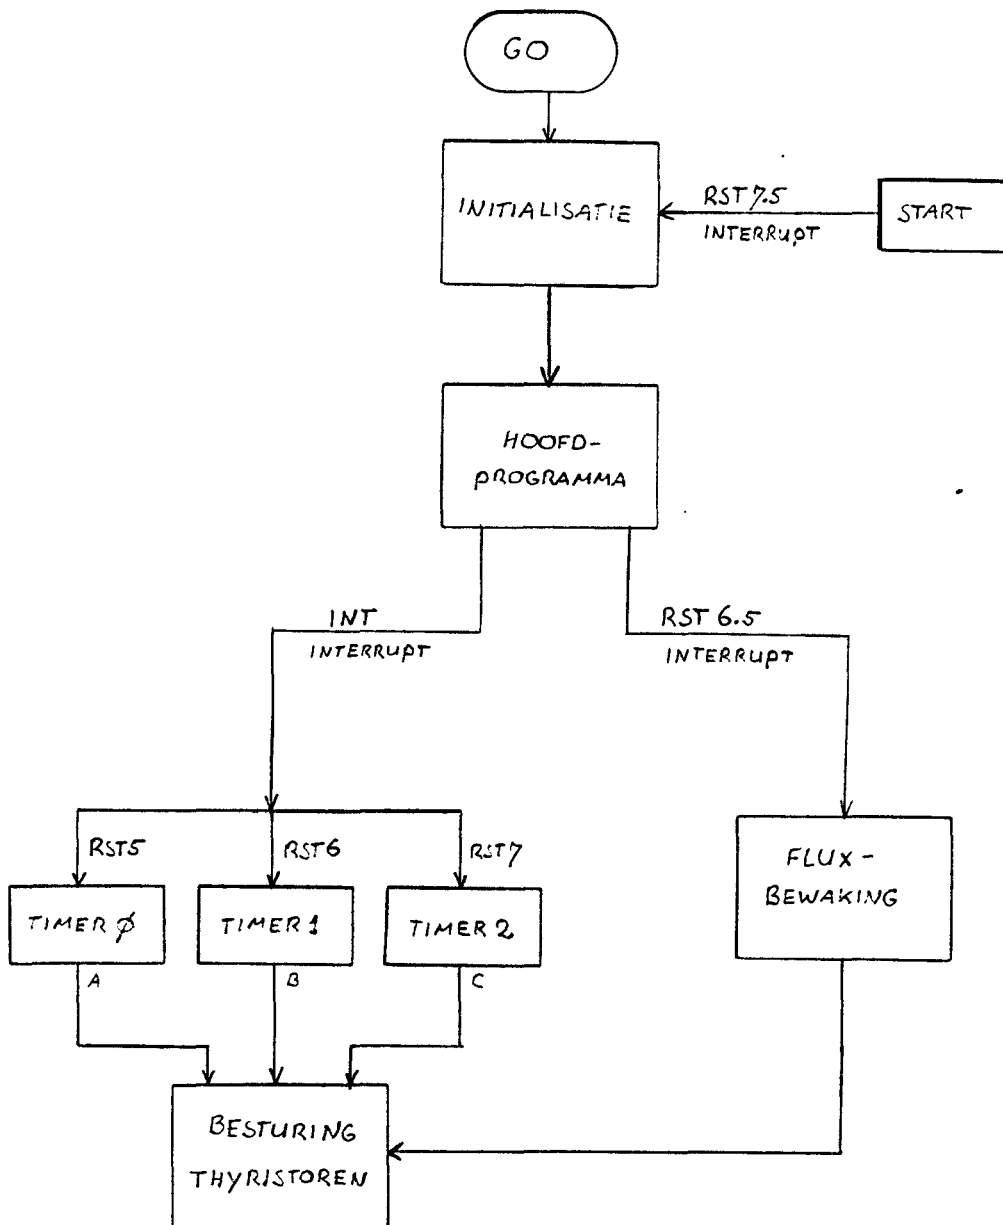 GO
INITIALISATIE
RST 7.5
INTERRUPT
START
HOOFD-
PROGRAMMA
INT
INTERRUPT
RST 6.5
INTERRUPT
RST5
RST6
RST7
TIMER Ø
TIMER 1
TIMER 2
FLUX-
BEWAKING
A
B
C
BESTURING
THYRISTOREN